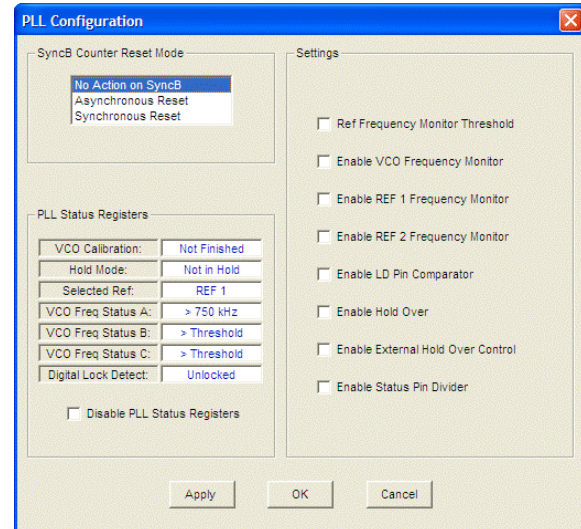 PLL Configuration
SyncB Counter Reset Mode
No Action on SyncB
Asynchronous Reset
Synchronous Reset
PLL Status Registers
VCO Calibration: Not Finished
Hold Mode: Not in Hold
Selected Ref: REF 1
VCO Freq Status A: > 750 kHz
VCO Freq Status B: > Threshold
VCO Freq Status C: > Threshold
Digital Lock Detect: Unlocked
Disable PLL Status Registers
Settings
Ref Frequency Monitor Threshold
Enable VCO Frequency Monitor
Enable REF 1 Frequency Monitor
Enable REF 2 Frequency Monitor
Enable LD Pin Comparator
Enable Hold Over
Enable External Hold Over Control
Enable Status Pin Divider
Apply OK Cancel